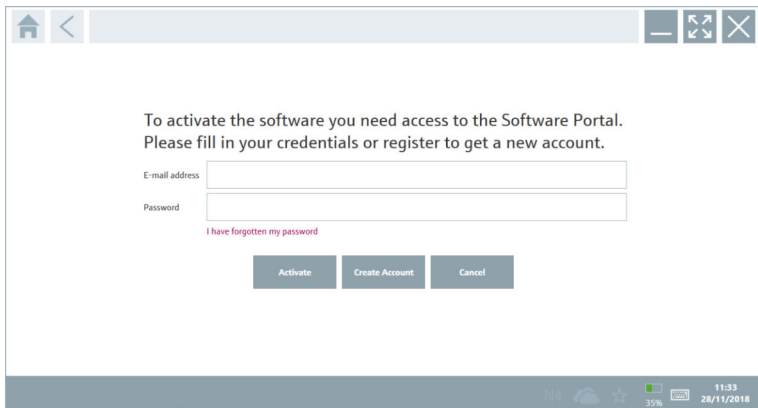 To activate the software you need access to the Software Portal.
Please fill in your credentials or register to get a new account.
E-mail address
Password
I have forgotten my password
Activate Create Account Cancel
35%
11:33
28/11/2018